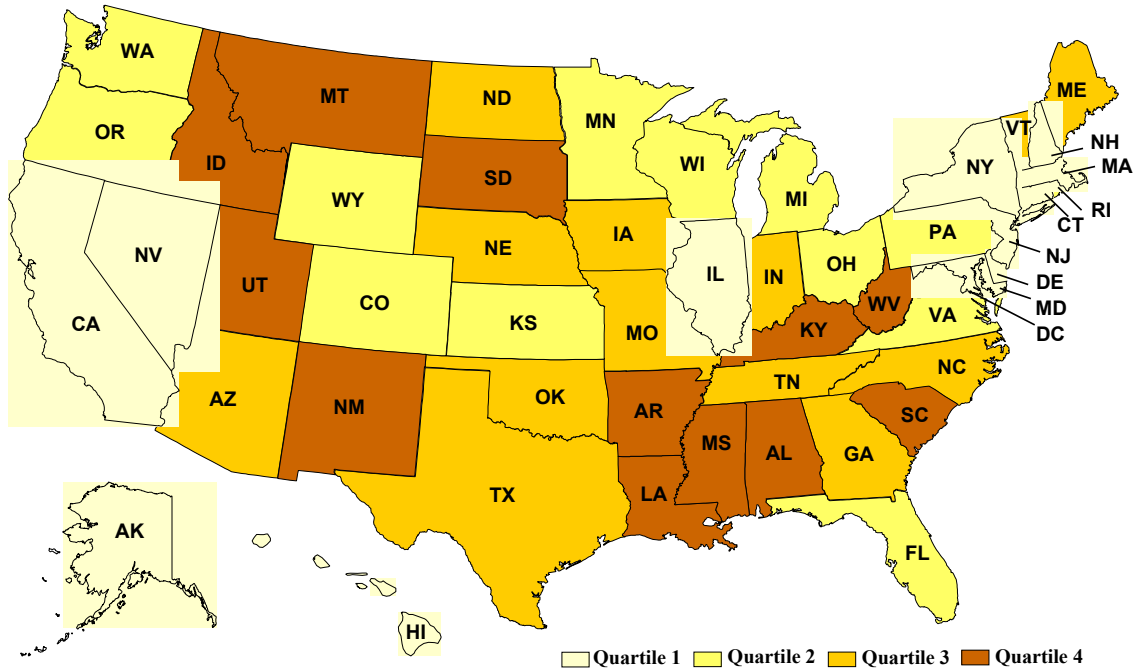 WA
MT
ND
ME
OR
MN
VT
NH
ID
SD
WI
NY
MA
WY
MI
RI
CT
NV
NE
IA
PA
NJ
UT
CO
IL
IN
OH
DE
CA
KS
MO
WV
MD
KY
VA
DC
AZ
NM
OK
TN
NC
AR
SC
MS
AL
GA
TX
LA
AK
FL
HI
Quartile 1 Quartile 2 Quartile 3 Quartile 4